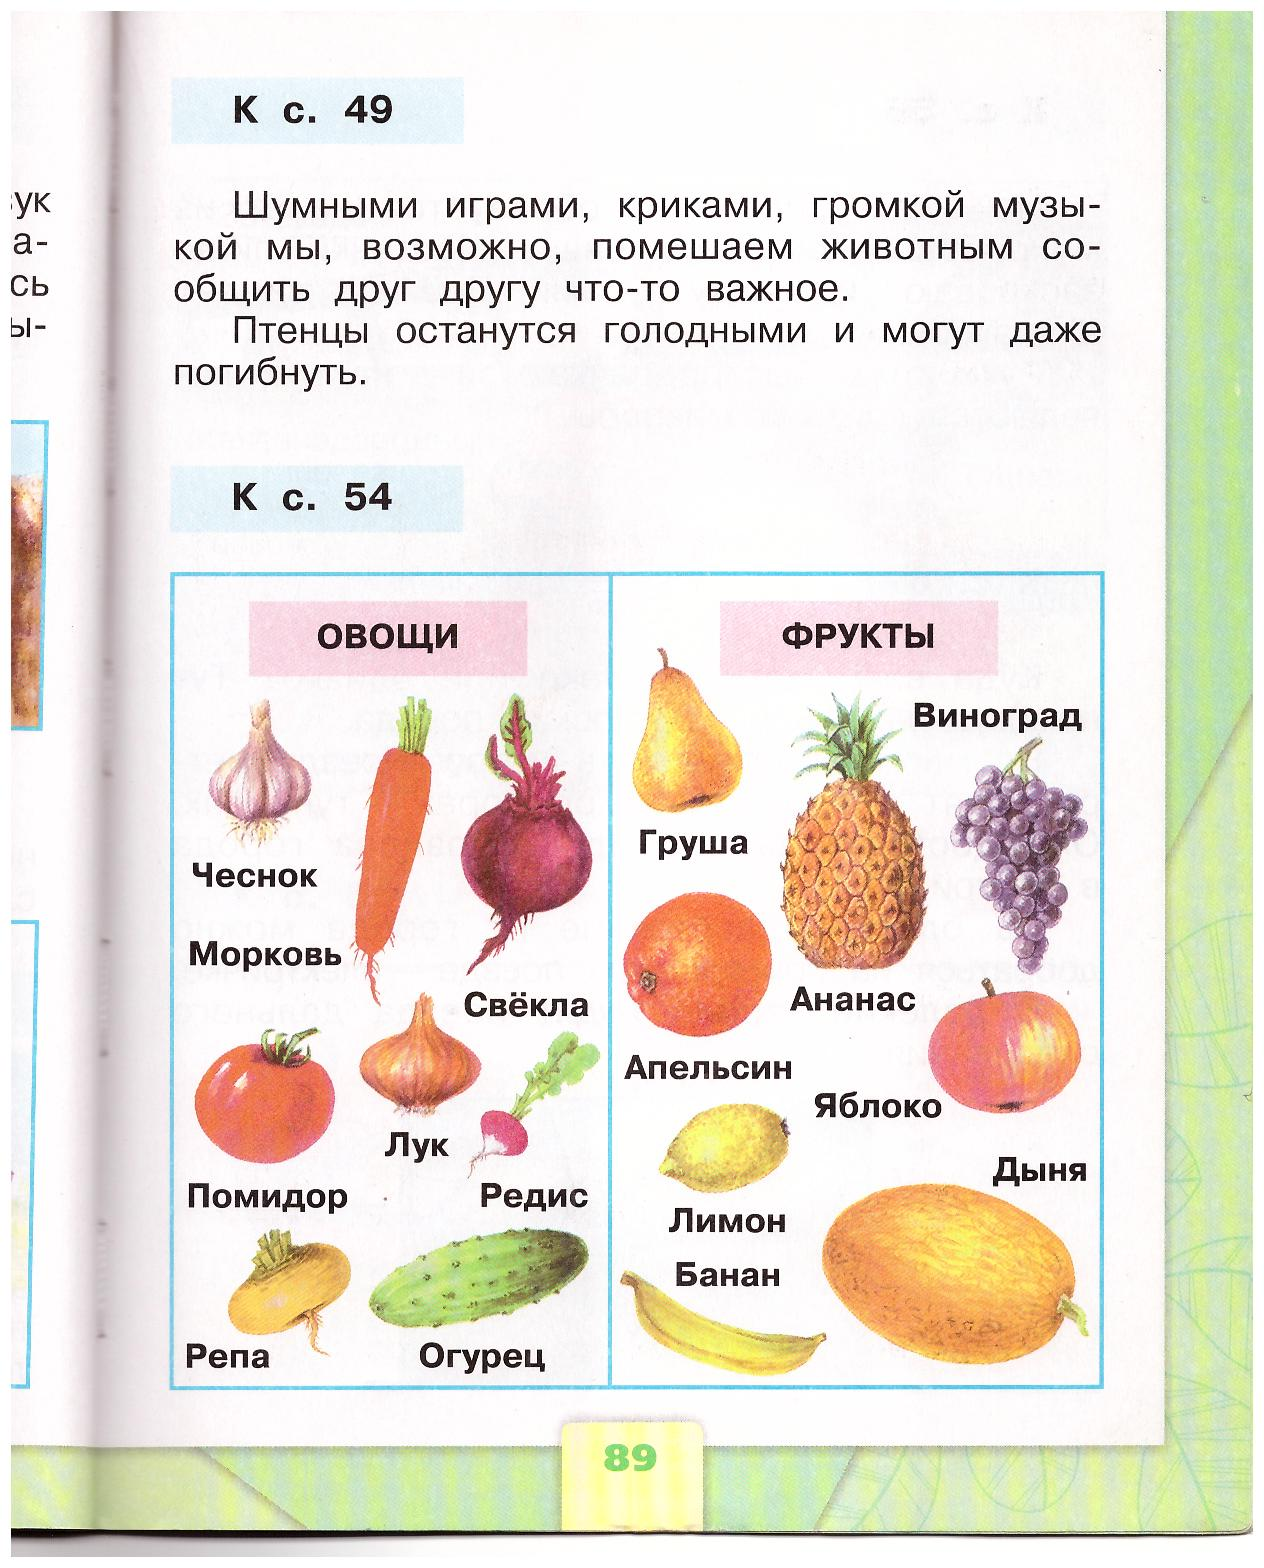 К с. 49
ук
а-
сь
ы-
Шумными играми, криками, громкой музы-
кой мы, возможно, помешаем животным со-
общить друг другу что-то важное.
Птенцы останутся голодными и могут даже
погибнуть.
К с. 54
ОВОЩИ
Чеснок
Морковь
Свёкла
Помидор
Лук
Редис
Репа
Огурец
ФРУКТЫ
Груша
Виноград
Ананас
Апельсин
Яблоко
Лимон
Дыня
Банан
89